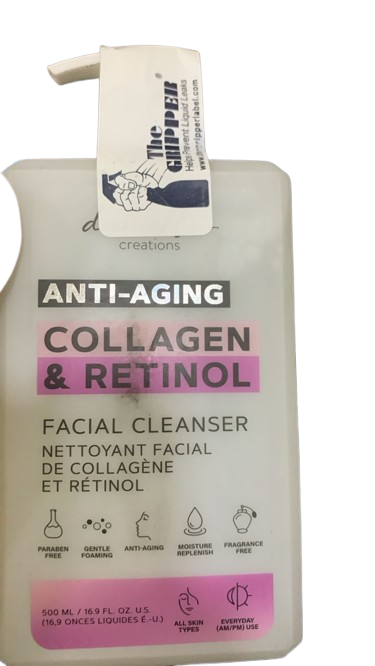 The
GRIPPER®
Helps Prevent Liquid Leaks
creations
ANTI-AGING
COLLAGEN
& RETINOL
FACIAL CLEANSER
NETTOYANT FACIAL
DE COLLAGÈNE
ET RÉTINOL
PARABEN
FREE
GENTLE
FOAMING
ANTI-AGING
MOISTURE
REPLENISH
FRAGRANCE
FREE
500 ML / 16.9 FL. OZ. U.S.
(16,9 ONCES LIQUIDES É.-U.)
ALL SKIN
TYPES
EVERYDAY
(AM/PM) USE